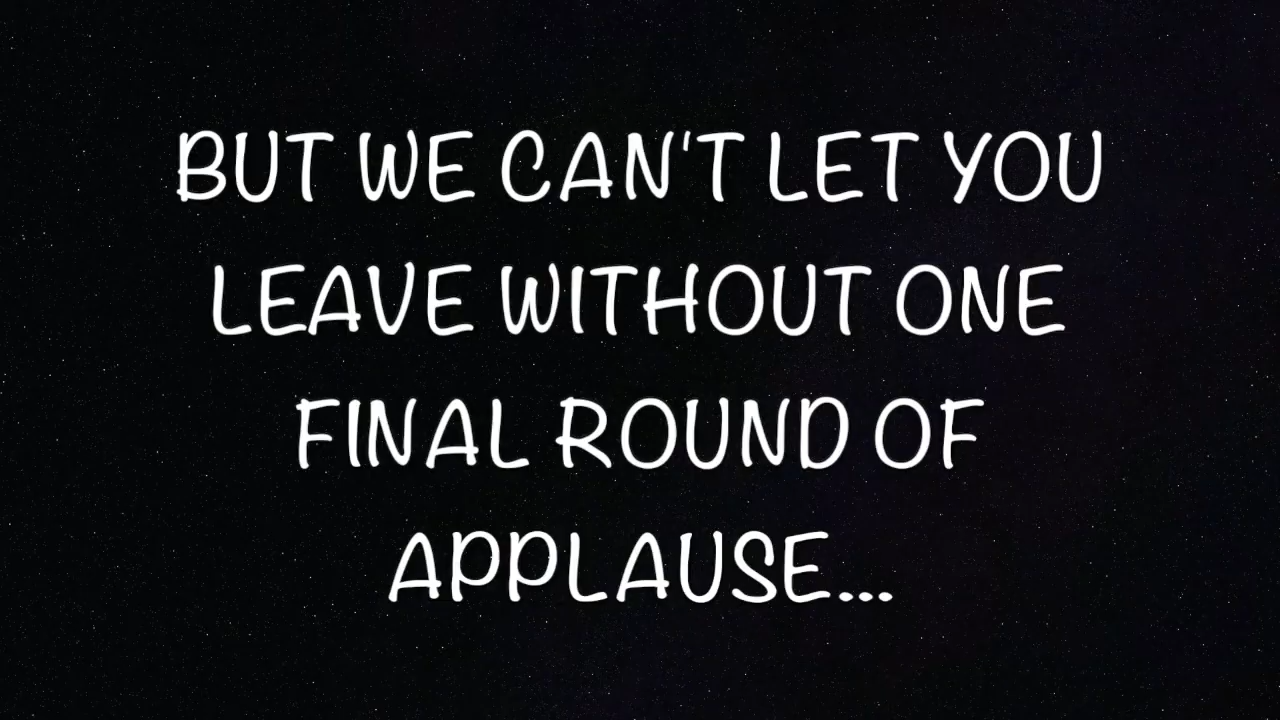 BUT WE CAN'T LET YOU
LEAVE WITHOUT ONE
FINAL ROUND OF
APPLAUSE...